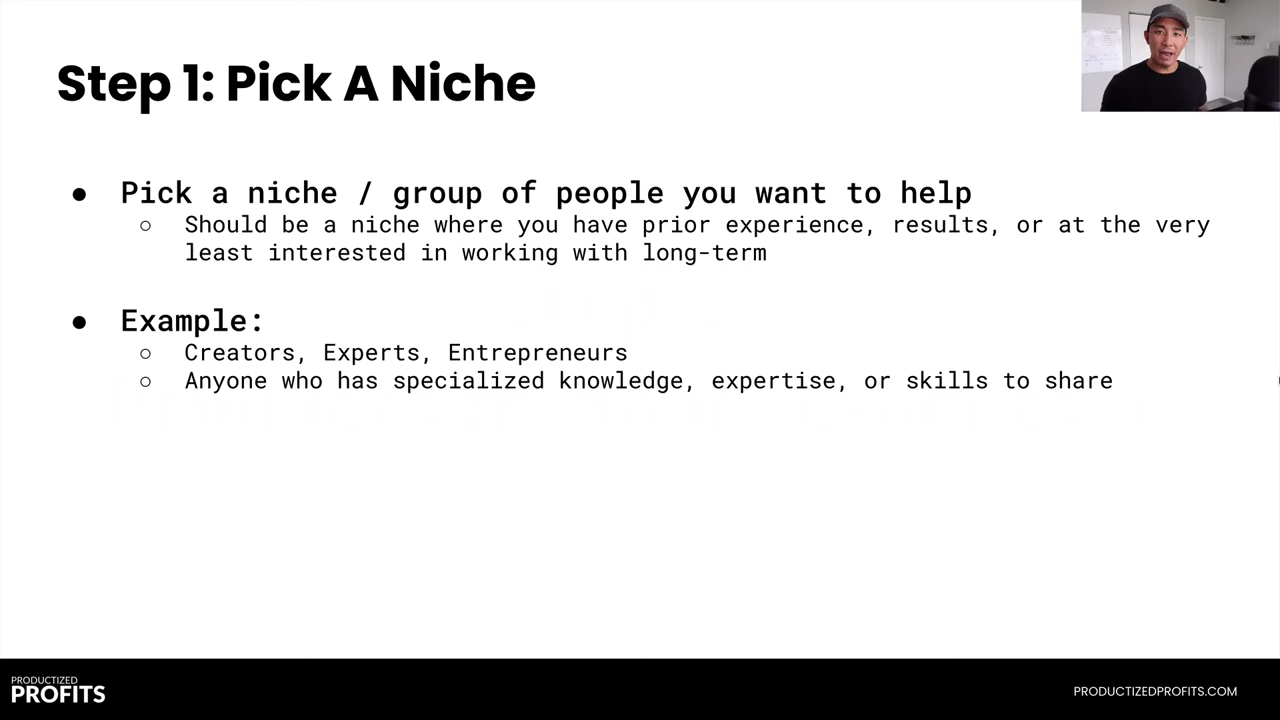 Step 1: Pick A Niche
● Pick a niche / group of people you want to help
○ Should be a niche where you have prior experience, results, or at the very
least interested in working with long-term
● Example:
○ Creators, Experts, Entrepreneurs
○ Anyone who has specialized knowledge, expertise, or skills to share
PRODUCTIZED
PROFITS
PRODUCTIZEDPROFITS.COM